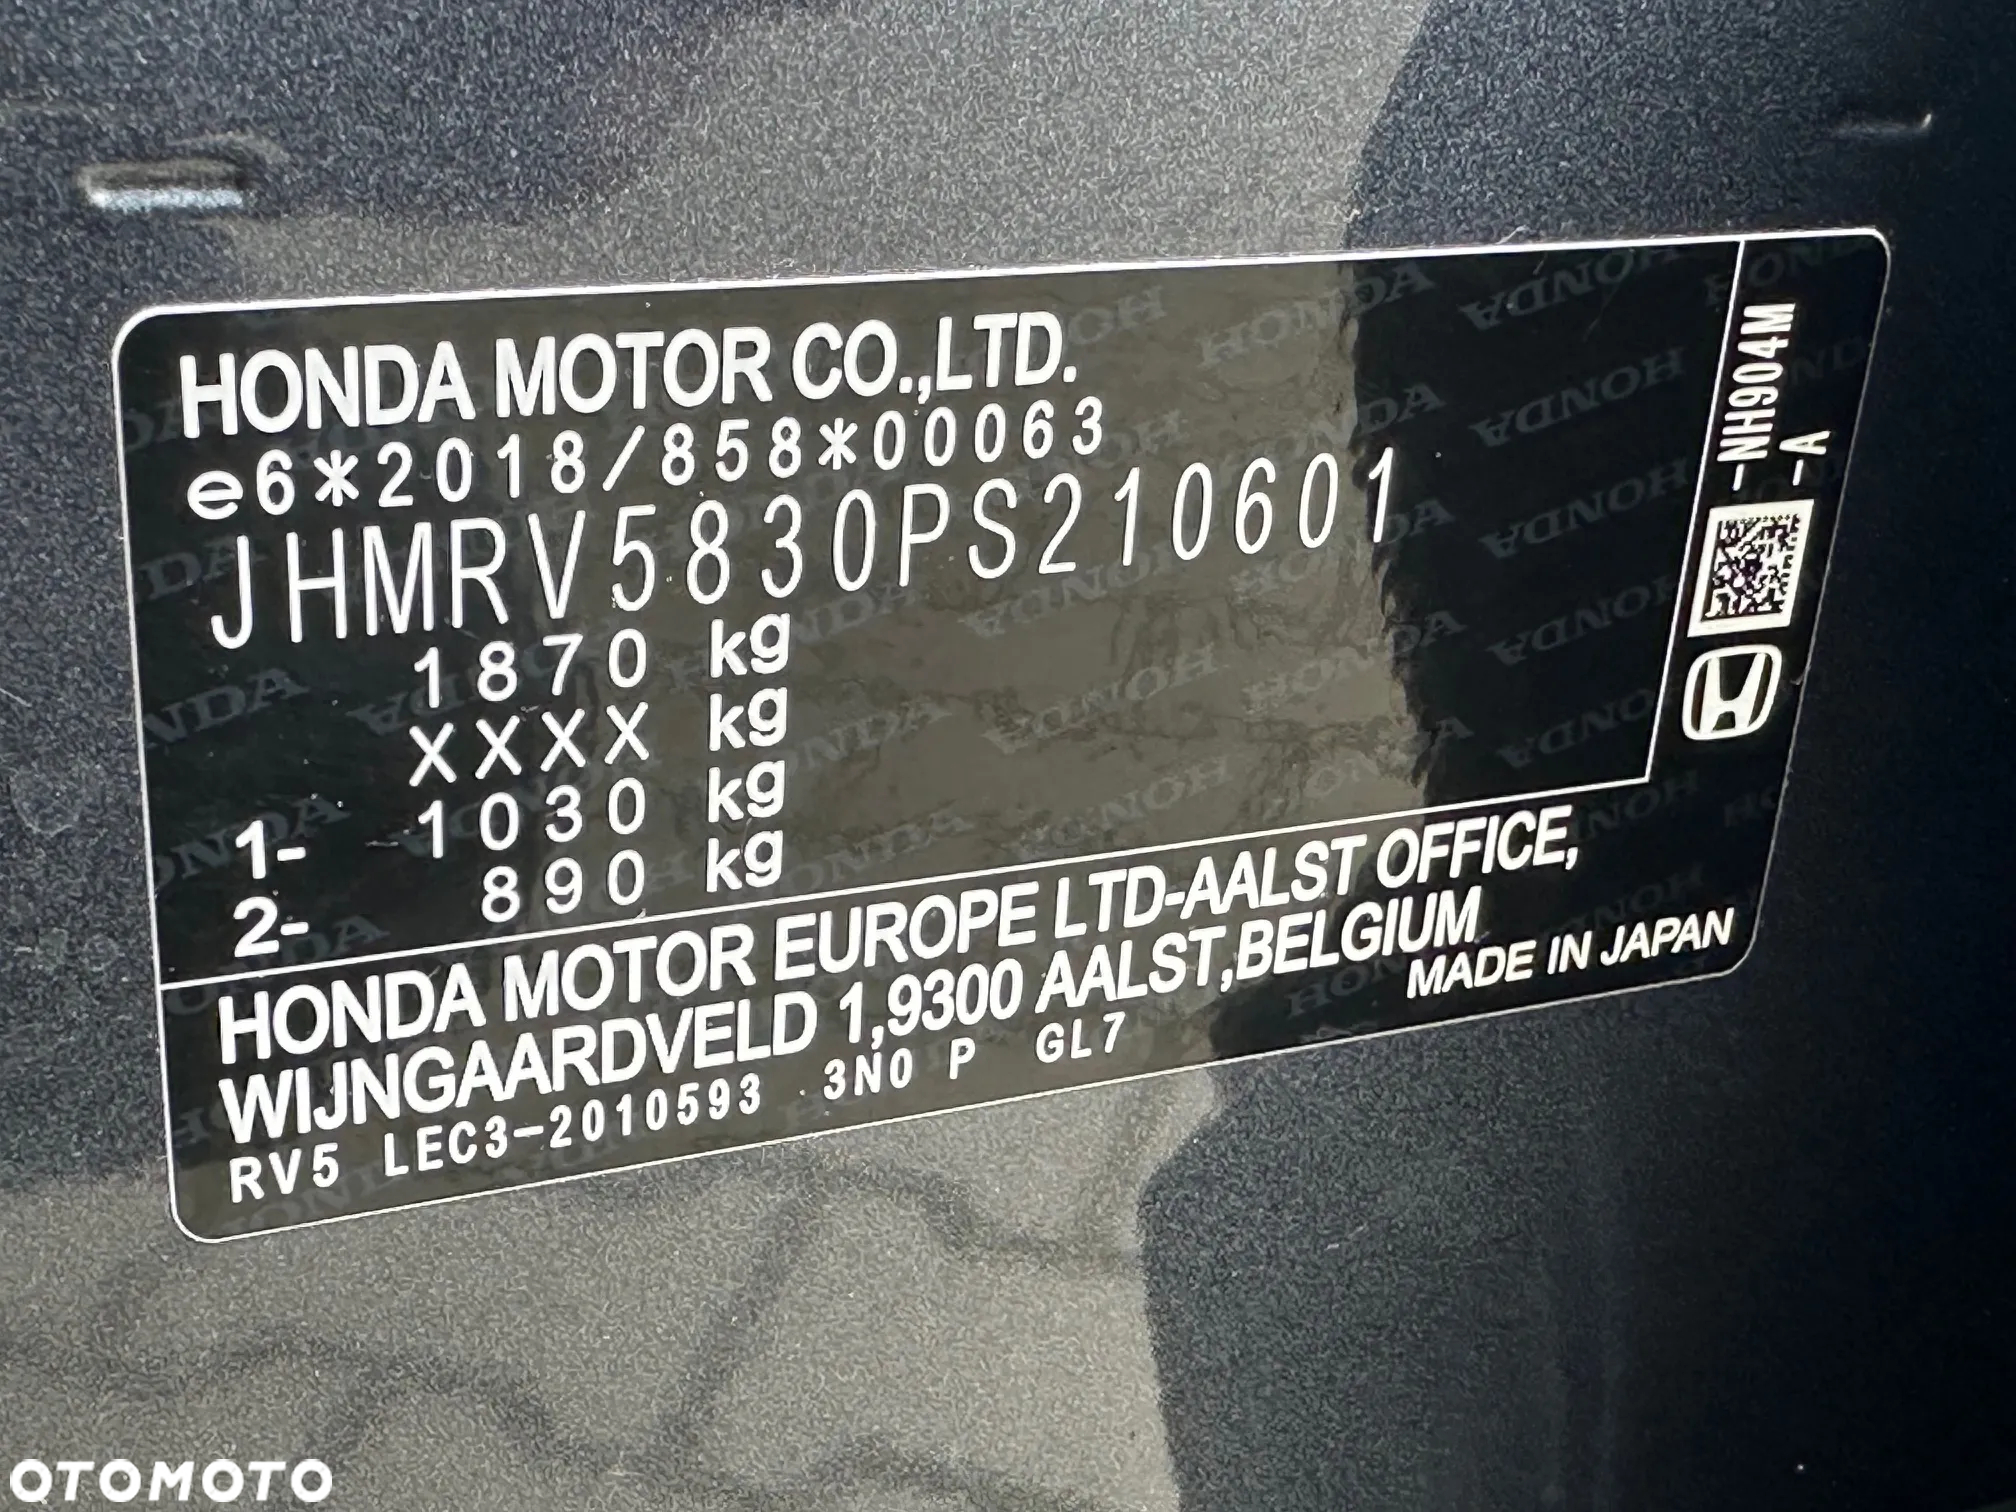 HONDA MOTOR CO.,LTD.
e6*2018/858*00063
JHMRV5830PS210601
1870 kg
XXXX kg
1- 1030 kg
2- 890 kg
-NH904M
-A
HONDA MOTOR EUROPE LTD-AALST OFFICE,
WIJNGAARDVELD 1,9300 AALST,BELGIUM
MADE IN JAPAN
RV5 LEC3-2010593 3N0 P GL7
OTOMOTO